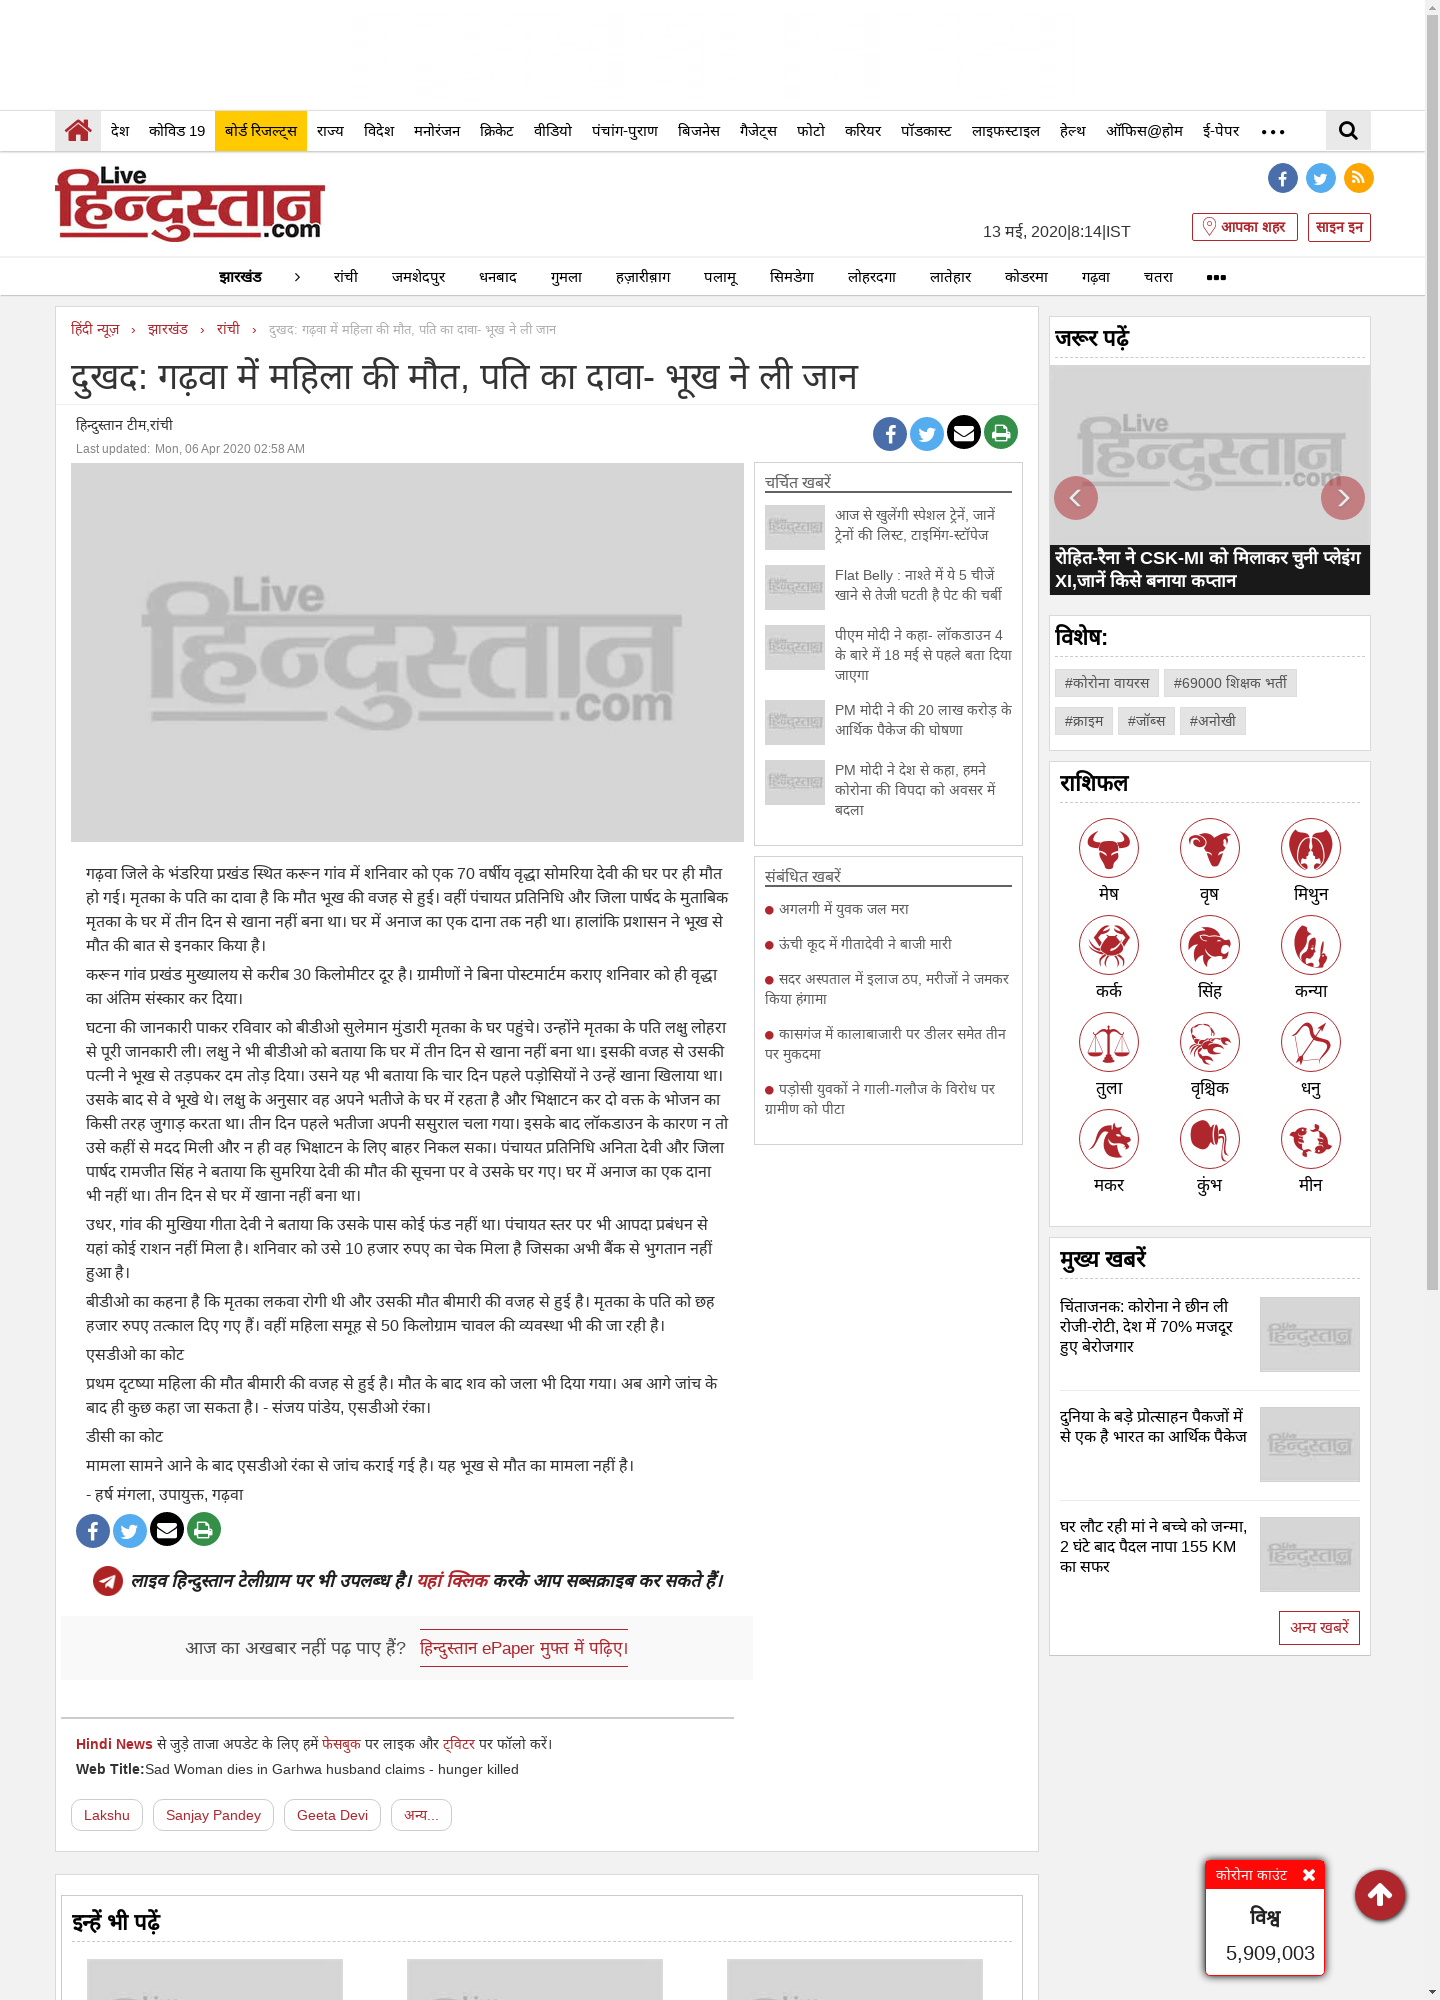 देश कोविड 19 बोर्ड रिजल्ट्स राज्य विदेश मनोरंजन क्रिकेट वीडियो पंचांग-पुराण बिजनेस गैजेट्स फोटो करियर पॉडकास्ट लाइफस्टाइल हेल्थ ऑफिस@होम ई-पेपर
Live
हिन्दुस्तान
.com
13 मई, 2020|8:14|IST
आपका शहर
साइन इन
झारखंड › रांची जमशेदपुर धनबाद गुमला हज़ारीब़ाग पलामू सिमडेगा लोहरदगा लातेहार कोडरमा गढ़वा चतरा
हिंदी न्यूज़ › झारखंड › रांची › दुखद: गढ़वा में महिला की मौत, पति का दावा- भूख ने ली जान
दुखद: गढ़वा में महिला की मौत, पति का दावा- भूख ने ली जान
हिन्दुस्तान टीम,रांची
Last updated: Mon, 06 Apr 2020 02:58 AM
Live
हिन्दुस्तान
.com
गढ़वा जिले के भंडरिया प्रखंड स्थित करून गांव में शनिवार को एक 70 वर्षीय वृद्धा सोमरिया देवी की घर पर ही मौत
हो गई। मृतका के पति का दावा है कि मौत भूख की वजह से हुई। वहीं पंचायत प्रतिनिधि और जिला पार्षद के मुताबिक
मृतका के घर में तीन दिन से खाना नहीं बना था। घर में अनाज का एक दाना तक नही था। हालांकि प्रशासन ने भूख से
मौत की बात से इनकार किया है।
करून गांव प्रखंड मुख्यालय से करीब 30 किलोमीटर दूर है। ग्रामीणों ने बिना पोस्टमार्टम कराए शनिवार को ही वृद्धा
का अंतिम संस्कार कर दिया।
घटना की जानकारी पाकर रविवार को बीडीओ सुलेमान मुंडारी मृतका के घर पहुंचे। उन्होंने मृतका के पति लक्षु लोहरा
से पूरी जानकारी ली। लक्षु ने भी बीडीओ को बताया कि घर में तीन दिन से खाना नहीं बना था। इसकी वजह से उसकी
पत्नी ने भूख से तड़पकर दम तोड़ दिया। उसने यह भी बताया कि चार दिन पहले पड़ोसियों ने उन्हें खाना खिलाया था।
उसके बाद से वे भूखे थे। लक्षु के अनुसार वह अपने भतीजे के घर में रहता है और भिक्षाटन कर दो वक्त के भोजन का
किसी तरह जुगाड़ करता था। तीन दिन पहले भतीजा अपनी ससुराल चला गया। इसके बाद लॉकडाउन के कारण न तो
उसे कहीं से मदद मिली और न ही वह भिक्षाटन के लिए बाहर निकल सका। पंचायत प्रतिनिधि अनिता देवी और जिला
पार्षद रामजीत सिंह ने बताया कि सुमरिया देवी की मौत की सूचना पर वे उसके घर गए। घर में अनाज का एक दाना
भी नहीं था। तीन दिन से घर में खाना नहीं बना था।
उधर, गांव की मुखिया गीता देवी ने बताया कि उसके पास कोई फंड नहीं था। पंचायत स्तर पर भी आपदा प्रबंधन से
यहां कोई राशन नहीं मिला है। शनिवार को उसे 10 हजार रुपए का चेक मिला है जिसका अभी बैंक से भुगतान नहीं
हुआ है।
बीडीओ का कहना है कि मृतका लकवा रोगी थी और उसकी मौत बीमारी की वजह से हुई है। मृतका के पति को छह
हजार रुपए तत्काल दिए गए हैं। वहीं महिला समूह से 50 किलोग्राम चावल की व्यवस्था भी की जा रही है।
एसडीओ का कोट
प्रथम दृटष्या महिला की मौत बीमारी की वजह से हुई है। मौत के बाद शव को जला भी दिया गया। अब आगे जांच के
बाद ही कुछ कहा जा सकता है। - संजय पांडेय, एसडीओ रंका।
डीसी का कोट
मामला सामने आने के बाद एसडीओ रंका से जांच कराई गई है। यह भूख से मौत का मामला नहीं है।
- हर्ष मंगला, उपायुक्त, गढ़वा
लाइव हिन्दुस्तान टेलीग्राम पर भी उपलब्ध है। यहां क्लिक करके आप सब्सक्राइब कर सकते हैं।
आज का अखबार नहीं पढ़ पाए हैं? हिन्दुस्तान ePaper मुफ्त में पढ़िए।
Hindi News से जुड़े ताजा अपडेट के लिए हमें फेसबुक पर लाइक और ट्विटर पर फॉलो करें।
Web Title:Sad Woman dies in Garhwa husband claims - hunger killed
Lakshu Sanjay Pandey Geeta Devi अन्य...
इन्हें भी पढ़ें
चर्चित खबरें
आज से खुलेंगी स्पेशल ट्रेनें, जानें
ट्रेनों की लिस्ट, टाइमिंग-स्टॉपेज
Flat Belly : नाश्ते में ये 5 चीजें
खाने से तेजी घटती है पेट की चर्बी
पीएम मोदी ने कहा- लॉकडाउन 4
के बारे में 18 मई से पहले बता दिया
जाएगा
PM मोदी ने की 20 लाख करोड़ के
आर्थिक पैकेज की घोषणा
PM मोदी ने देश से कहा, हमने
कोरोना की विपदा को अवसर में
बदला
संबंधित खबरें
अगलगी में युवक जल मरा
ऊंची कूद में गीतादेवी ने बाजी मारी
सदर अस्पताल में इलाज ठप, मरीजों ने जमकर
किया हंगामा
कासगंज में कालाबाजारी पर डीलर समेत तीन
पर मुकदमा
पड़ोसी युवकों ने गाली-गलौज के विरोध पर
ग्रामीण को पीटा
जरूर पढ़ें
हिन्दुस्तान
.com
रोहित-रैना ने CSK-MI को मिलाकर चुनी प्लेइंग
XI,जानें किसे बनाया कप्तान
विशेष:
#कोरोना वायरस #69000 शिक्षक भर्ती
#क्राइम #जॉब्स #अनोखी
राशिफल
मेष वृष मिथुन
कर्क सिंह कन्या
तुला वृश्चिक धनु
मकर कुंभ मीन
मुख्य खबरें
चिंताजनक: कोरोना ने छीन ली
रोजी-रोटी, देश में 70% मजदूर
हुए बेरोजगार
दुनिया के बड़े प्रोत्साहन पैकजों में
से एक है भारत का आर्थिक पैकेज
घर लौट रही मां ने बच्चे को जन्मा,
2 घंटे बाद पैदल नापा 155 KM
का सफर
अन्य खबरें
कोरोना काउंट
विश्व
5,909,003